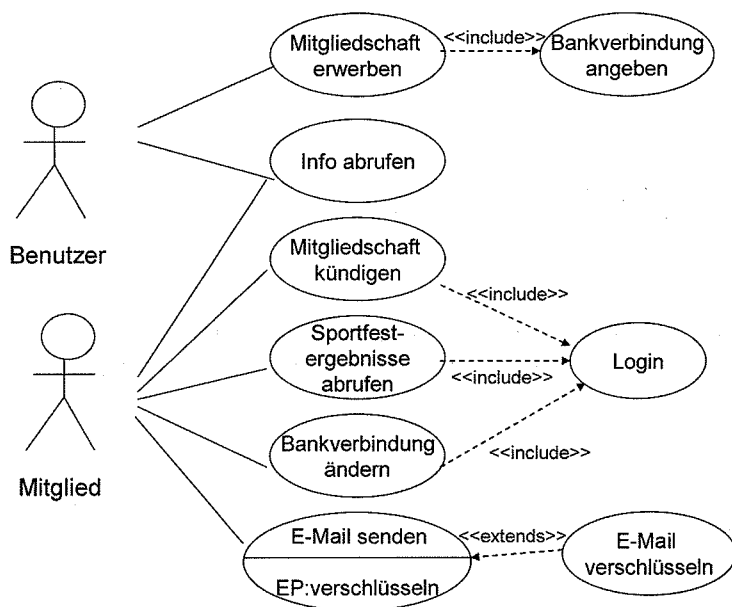 Mitgliedschaft
erwerben
<<include>>
Bankverbindung
angeben
Info abrufen
Benutzer
Mitgliedschaft
kündigen
<<include>>
Sportfest-
ergebnisse
abrufen
<<include>>
Login
Bankverbindung
ändern
<<include>>
Mitglied
E-Mail senden
EP:verschlüsseln
<<extends>>
E-Mail
verschlüsseln